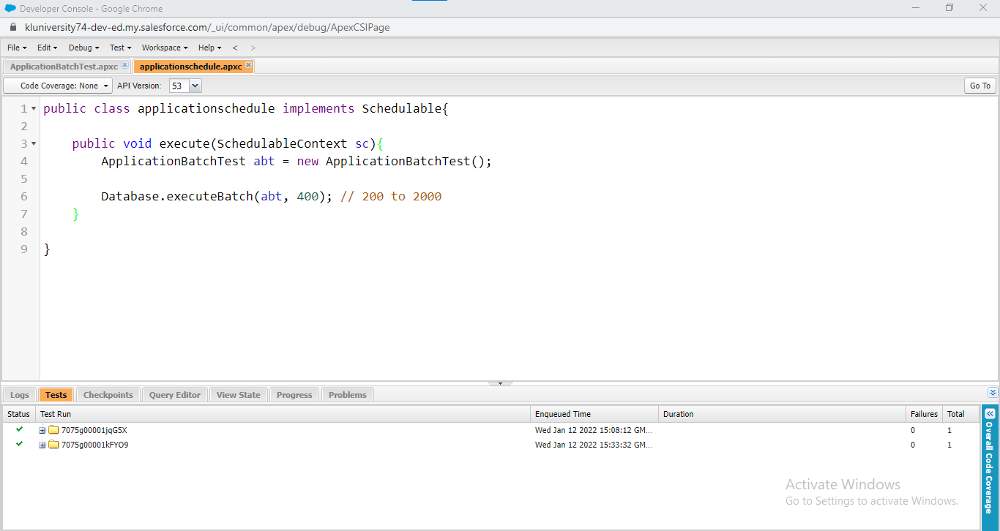 Developer Console - Google Chrome
kluniversity74-dev-ed.my.salesforce.com/_ui/common/apex/debug/ApexCSIPage
File Edit Debug Test Workspace Help < >
ApplicationBatchTest.apxc applicationschedule.apxc
Code Coverage: None API Version: 53 Go To
1 public class applicationschedule implements Schedulable{
2
3 public void execute(SchedulableContext sc){
4 ApplicationBatchTest abt = new ApplicationBatchTest();
5
6 Database.executeBatch(abt, 400); // 200 to 2000
7 }
8
9 }
Logs Tests Checkpoints Query Editor View State Progress Problems
Status Test Run Enqueued Time Duration Failures Total
7075g00001jqG5X Wed Jan 12 2022 15:08:12 GM... 0 1
7075g00001kFYO9 Wed Jan 12 2022 15:33:32 GM... 0 1
Overall Code Coverage
Activate Windows
Go to Settings to activate Windows.